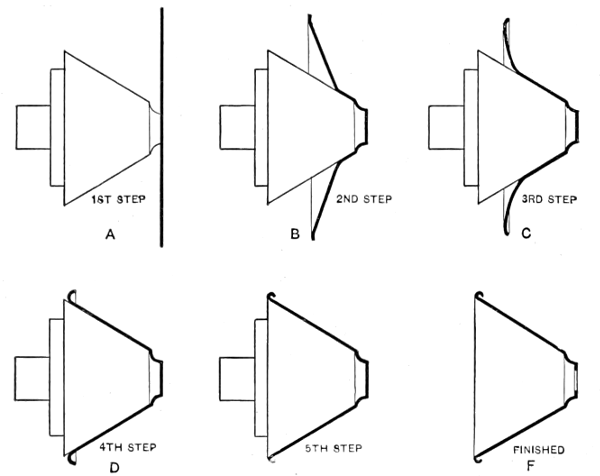 1ST STEP
A
2ND STEP
B
3RD STEP
C
4TH STEP
D
5TH STEP
FINISHED
F